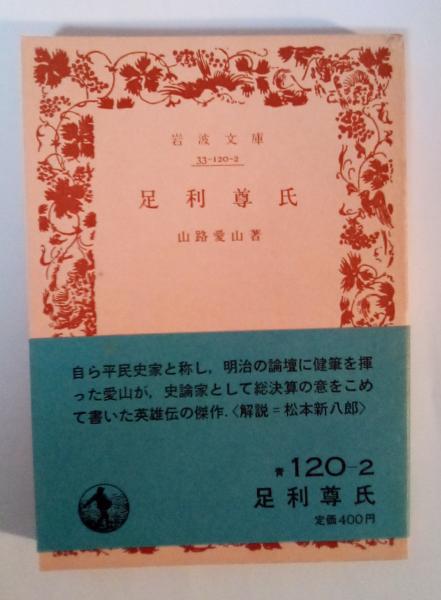 岩波文庫
33-120-2
足利尊氏
山路愛山著
自ら平民史家と称し,明治の論壇に健筆を揮
った愛山が,史論家として総決算の意をこめ
て書いた英雄伝の傑作.〈解説=松本新八郎〉
青 120-2
足利尊氏
定価400円